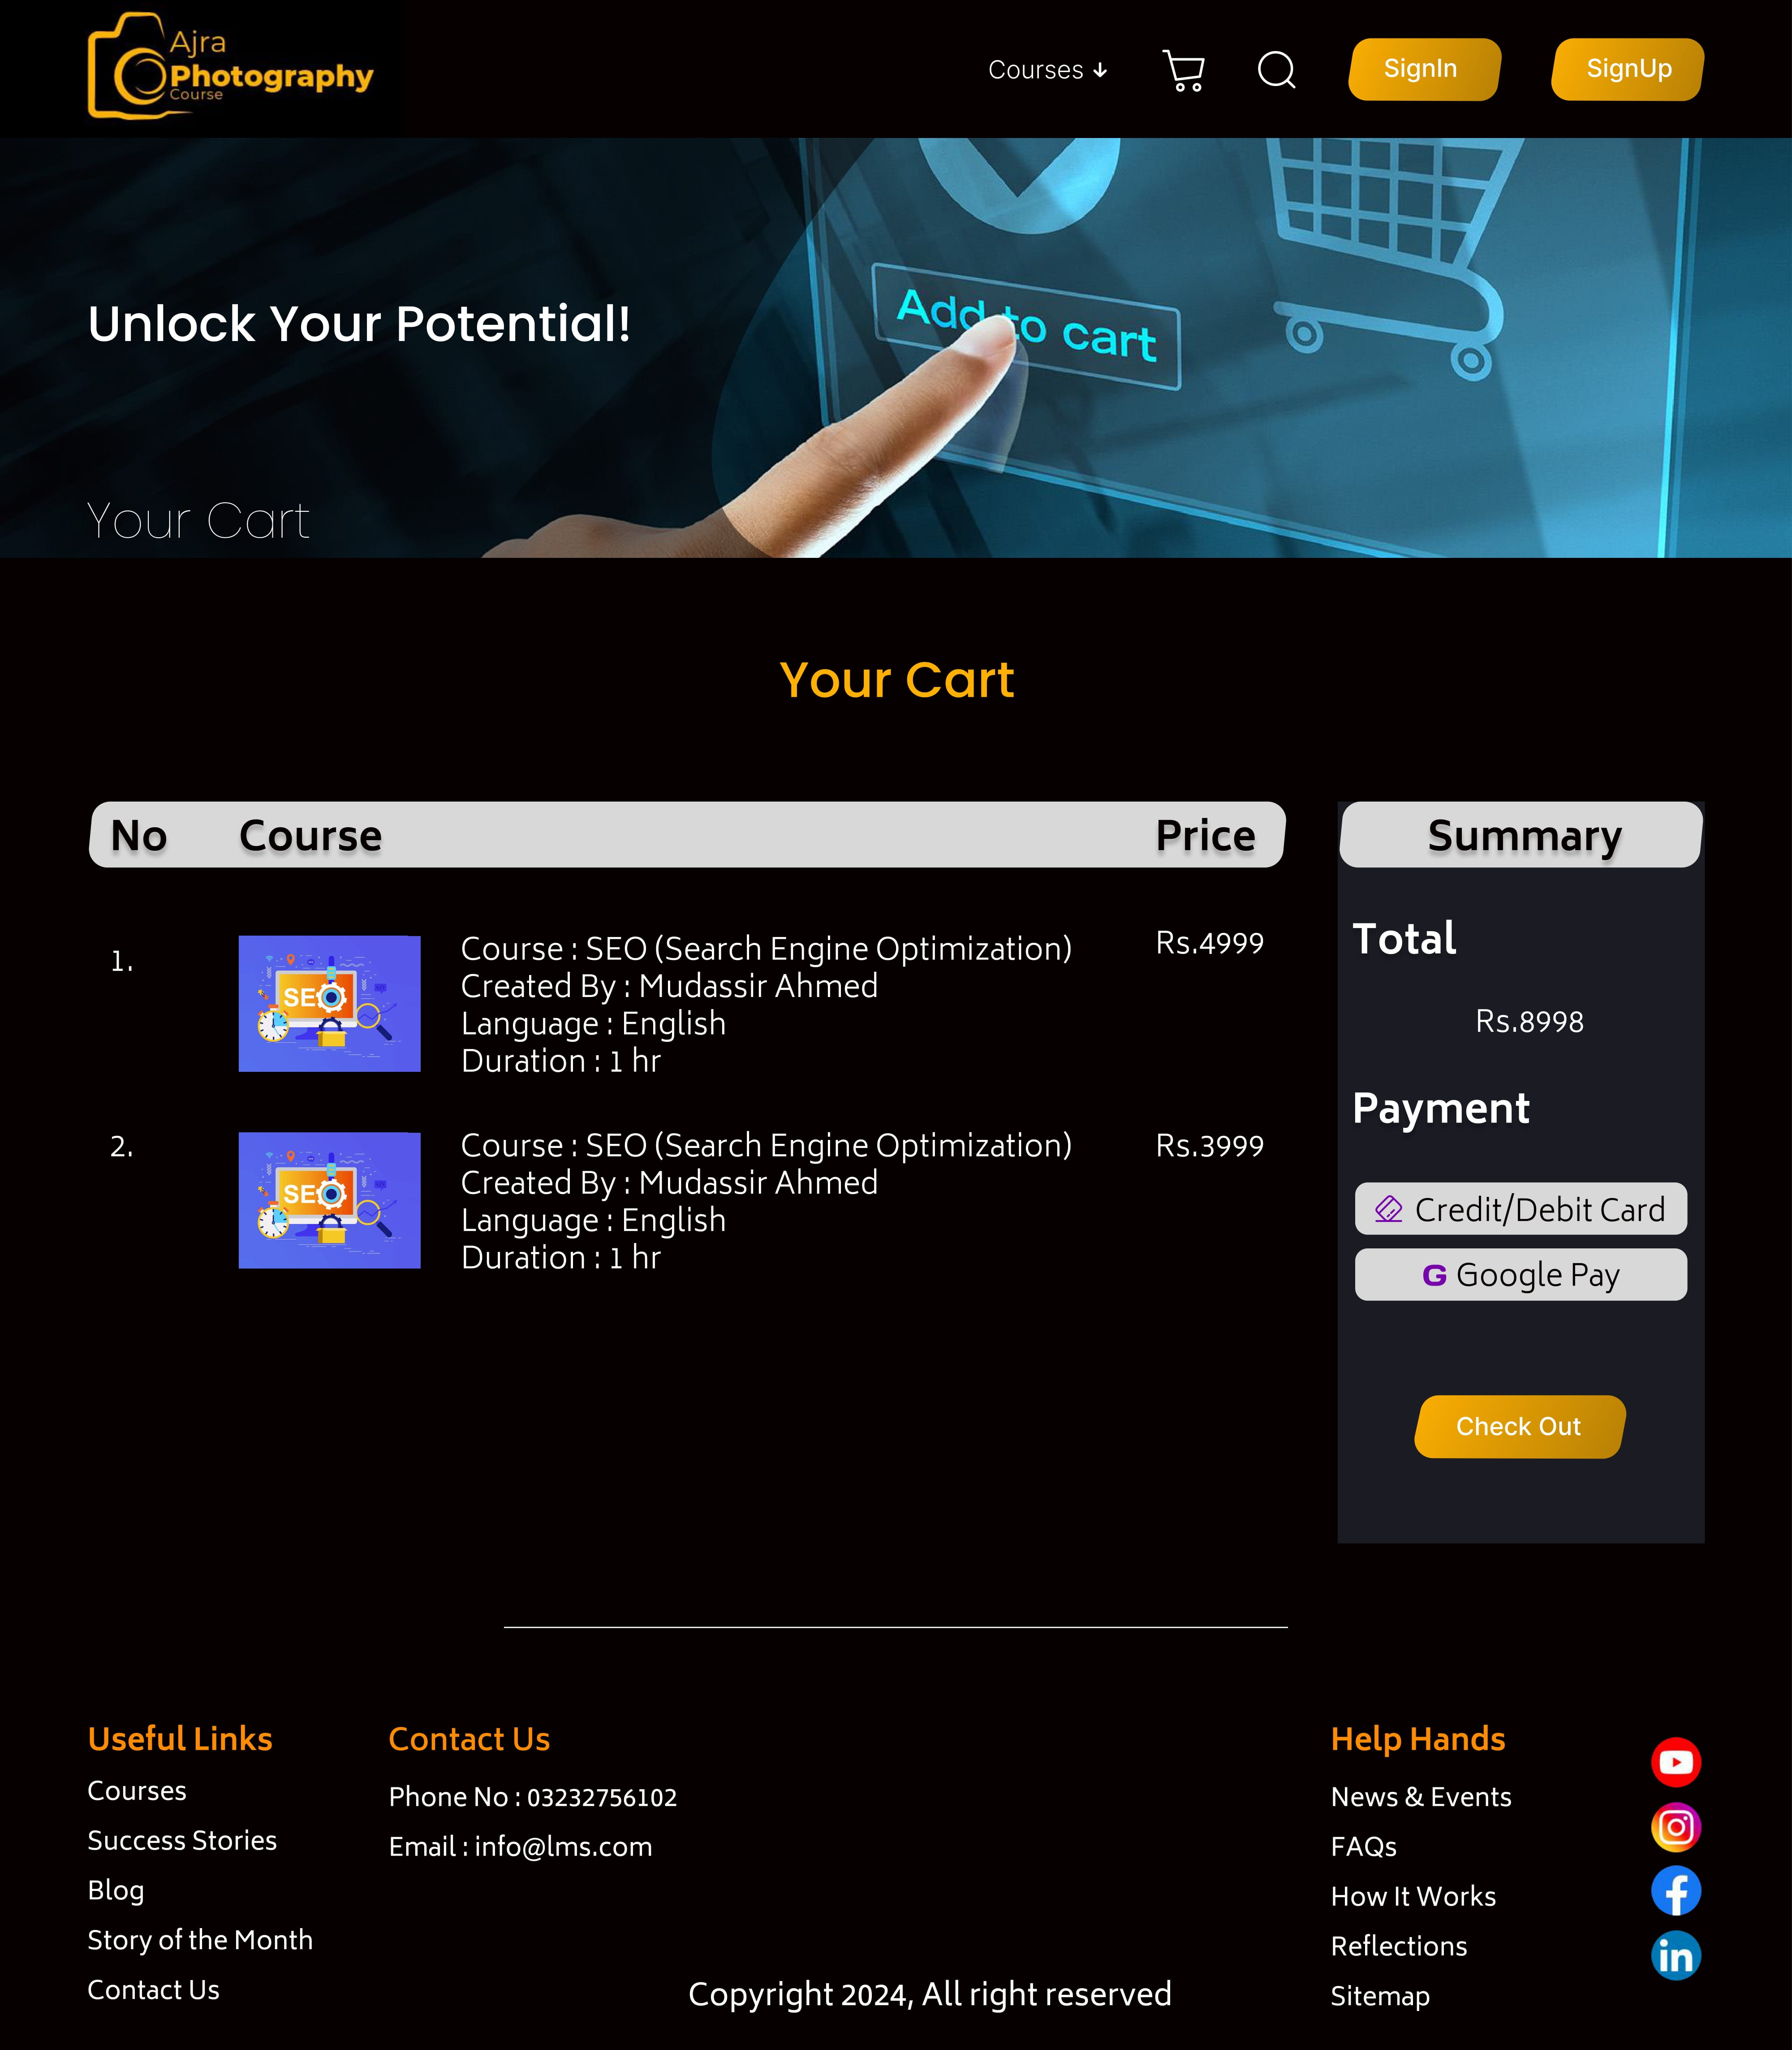 Ajra
Photography
Course
Courses
SignIn
SignUp
Add to cart
Unlock Your Potential!
Your Cart
Your Cart
No Course Price
Summary
1.
SEO
Course : SEO (Search Engine Optimization)
Created By : Mudassir Ahmed
Language : English
Duration : 1 hr
Rs.4999
2.
SEO
Course : SEO (Search Engine Optimization)
Created By : Mudassir Ahmed
Language : English
Duration : 1 hr
Rs.3999
Total
Rs.8998
Payment
Credit/Debit Card
G Google Pay
Check Out
Useful Links
Courses
Success Stories
Blog
Story of the Month
Contact Us
Contact Us
Phone No : 03232756102
Email : info@lms.com
Copyright 2024, All right reserved
Help Hands
News & Events
FAQs
How It Works
Reflections
Sitemap
in